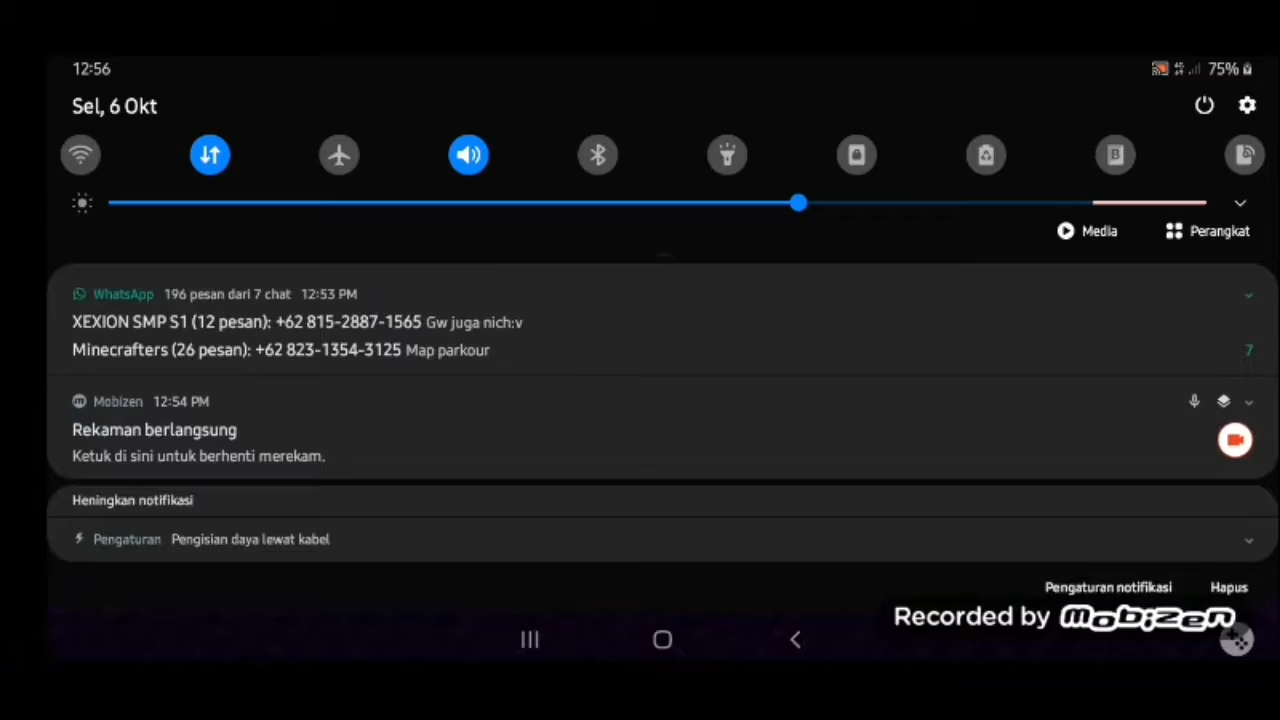 12:56
75%
Sel, 6 Okt
Media
Perangkat
WhatsApp 196 pesan dari 7 chat 12:53 PM
XEXION SMP S1 (12 pesan): +62 815-2887-1565 Gw juga nich:v
Minecrafters (26 pesan): +62 823-1354-3125 Map parkour
7
Mobizen 12:54 PM
Rekaman berlangsung
Ketuk di sini untuk berhenti merekam.
Heningkan notifikasi
Pengaturan Pengisian daya lewat kabel
Pengaturan notifikasi Hapus
Recorded by mobizen